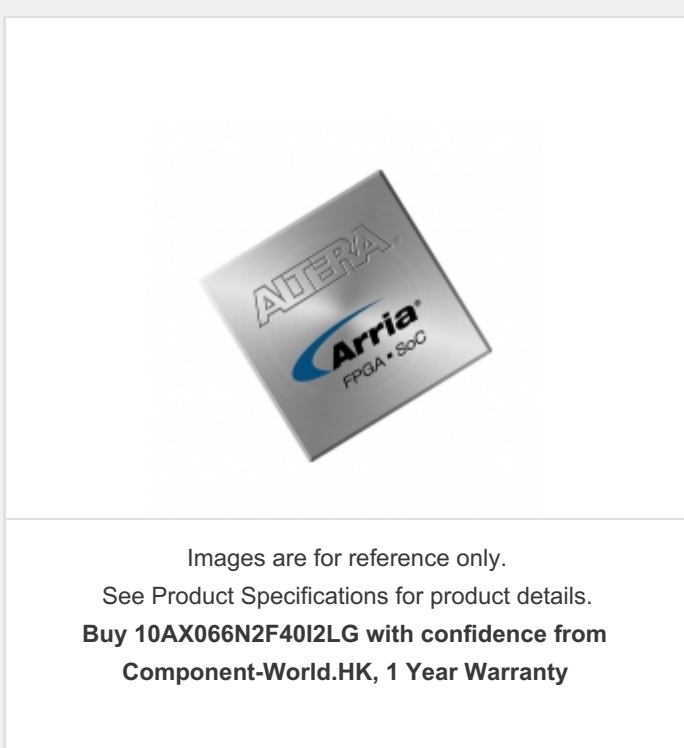 ALTERA®
Arria®
FPGA ▪ SoC
Images are for reference only.
See Product Specifications for product details.
Buy 10AX066N2F40I2LG with confidence from
Component-World.HK, 1 Year Warranty